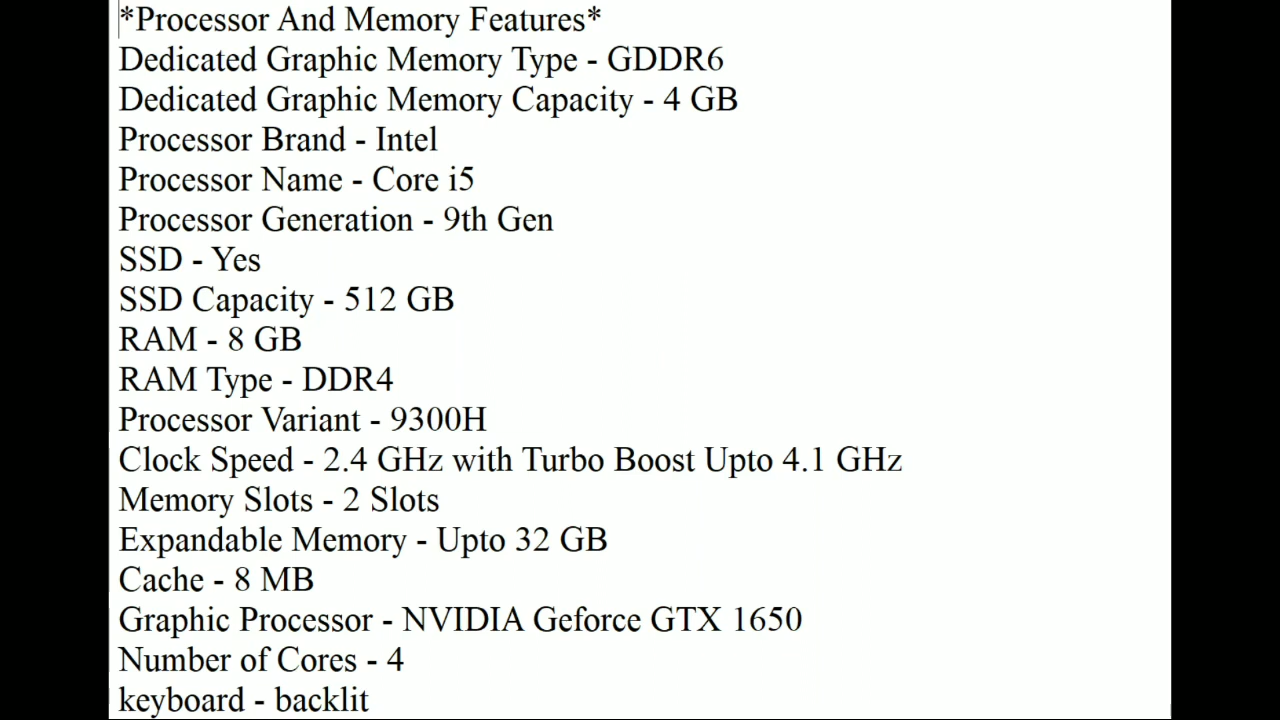 *Processor And Memory Features*
Dedicated Graphic Memory Type - GDDR6
Dedicated Graphic Memory Capacity - 4 GB
Processor Brand - Intel
Processor Name - Core i5
Processor Generation - 9th Gen
SSD - Yes
SSD Capacity - 512 GB
RAM - 8 GB
RAM Type - DDR4
Processor Variant - 9300H
Clock Speed - 2.4 GHz with Turbo Boost Upto 4.1 GHz
Memory Slots - 2 Slots
Expandable Memory - Upto 32 GB
Cache - 8 MB
Graphic Processor - NVIDIA Geforce GTX 1650
Number of Cores - 4
keyboard - backlit